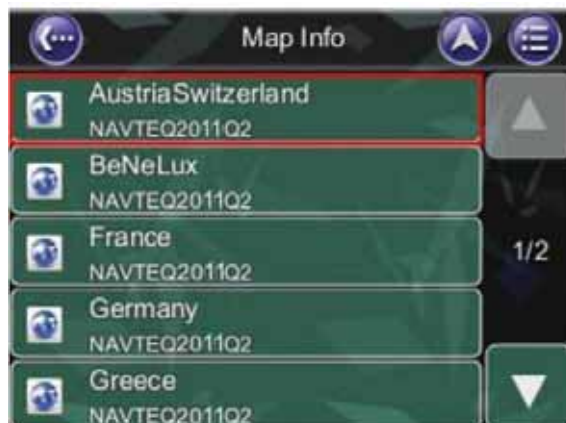 Map Info
AustriaSwitzerland
NAVTEQ2011Q2
BeNeLux
NAVTEQ2011Q2
France
NAVTEQ2011Q2
1/2
Germany
NAVTEQ2011Q2
Greece
NAVTEQ2011Q2